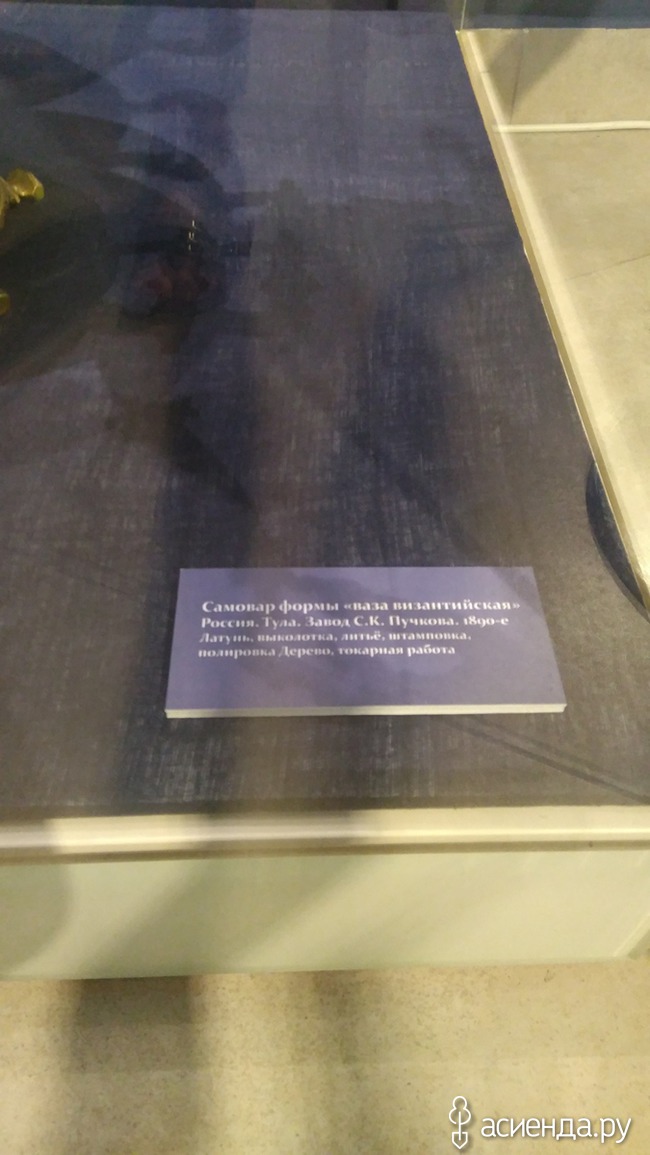 Самовар формы «ваза византийская»
Россия. Тула. Завод С.К. Пучкова. 1890-е
Латунь, выколотка, литьё, штамповка,
полировка Дерево, токарная работа
асиенда.ру